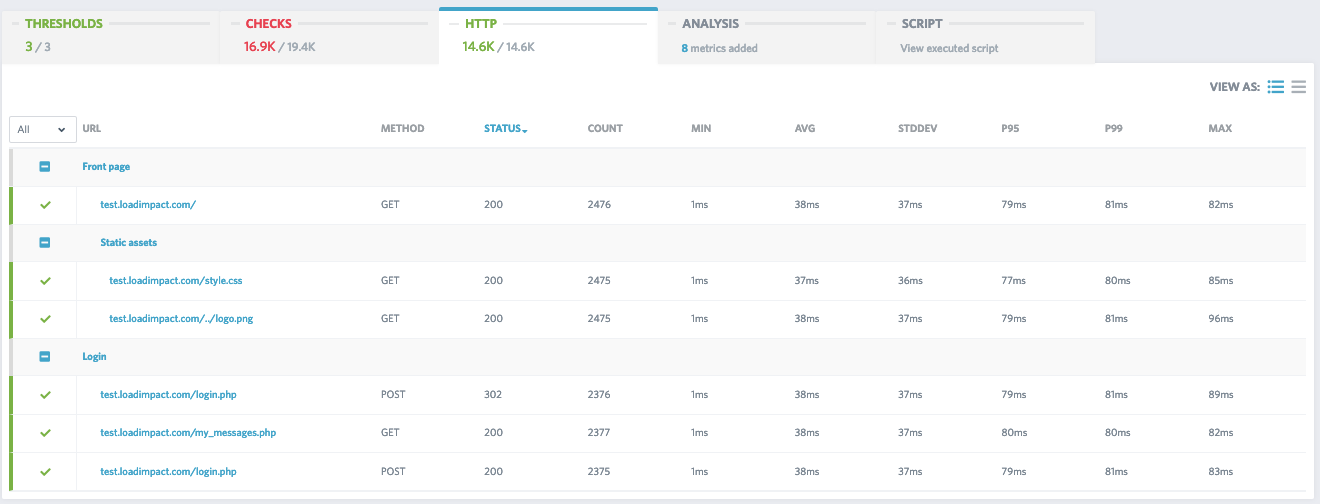 THRESHOLDS CHECKS HTTP ANALYSIS SCRIPT
3 / 3 16.9K / 19.4K 14.6K / 14.6K 8 metrics added View executed script
VIEW AS:
All URL METHOD STATUS COUNT MIN AVG STDDEV P95 P99 MAX
Front page
test.loadimpact.com/ GET 200 2476 1ms 38ms 37ms 79ms 81ms 82ms
Static assets
test.loadimpact.com/style.css GET 200 2475 1ms 37ms 36ms 77ms 80ms 85ms
test.loadimpact.com/../logo.png GET 200 2475 1ms 38ms 37ms 79ms 81ms 96ms
Login
test.loadimpact.com/login.php POST 302 2376 1ms 38ms 37ms 79ms 81ms 89ms
test.loadimpact.com/my_messages.php GET 200 2377 1ms 38ms 37ms 80ms 80ms 82ms
test.loadimpact.com/login.php POST 200 2375 1ms 38ms 37ms 79ms 81ms 83ms